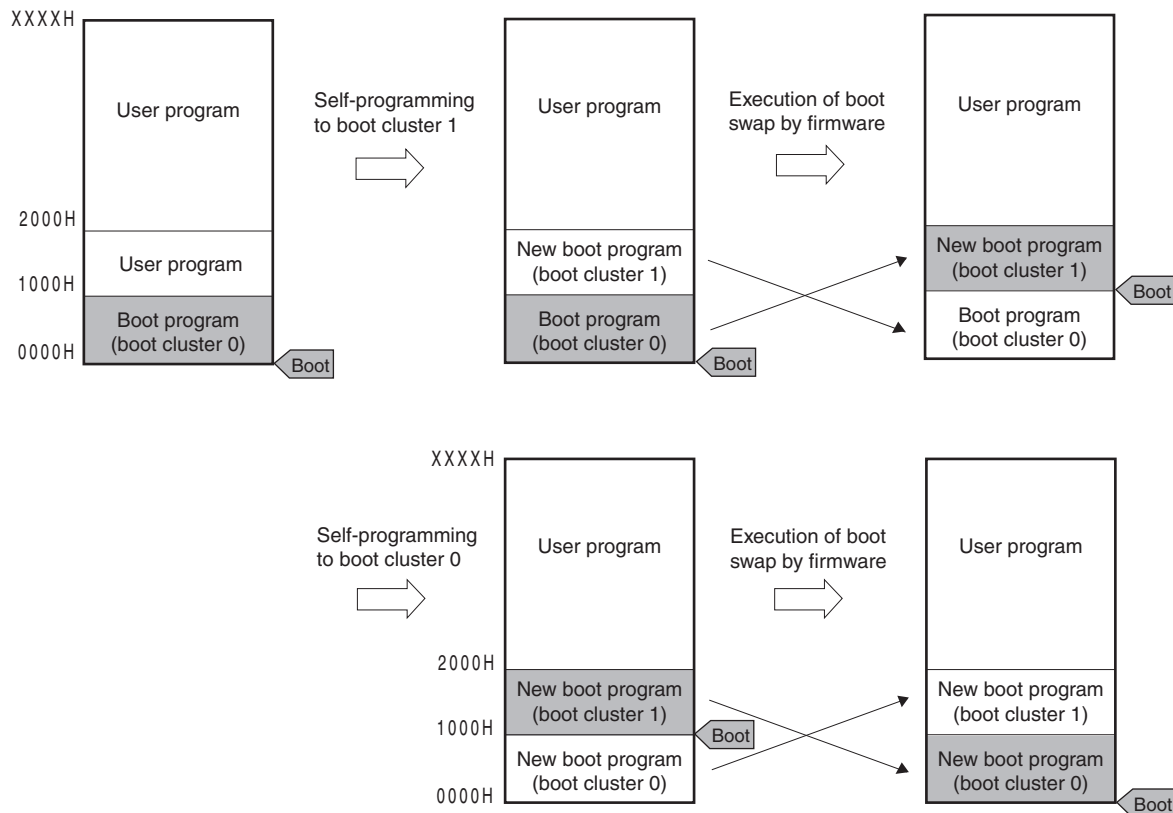 XXXXH
User program
2000H
User program
1000H
Boot program
(boot cluster 0)
0000H
Boot
Self-programming
to boot cluster 1
User program
New boot program
(boot cluster 1)
Boot program
(boot cluster 0)
Boot
Execution of boot
swap by firmware
User program
New boot program
(boot cluster 1)
Boot
Boot program
(boot cluster 0)
Self-programming
to boot cluster 0
XXXXH
User program
2000H
New boot program
(boot cluster 1)
1000H
Boot
New boot program
(boot cluster 0)
0000H
Execution of boot
swap by firmware
User program
New boot program
(boot cluster 1)
New boot program
(boot cluster 0)
Boot